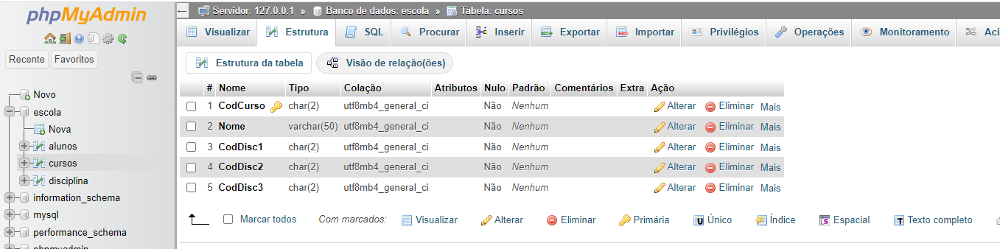 phpMyAdmin
Servidor: 127.0.0.1 » Banco de dados: escola » Tabela: cursos
Visualizar Estrutura SQL Procurar Inserir Exportar Importar Privilégios Operações Monitoramento Aci
Recente Favoritos
Estrutura da tabela Visão de relação(ões)
Novo
escola
Nova
alunos
cursos
disciplina
information_schema
mysql
performance_schema
phpmyadmin
# Nome Tipo Colação Atributos Nulo Padrão Comentários Extra Ação
1 CodCurso char(2) utf8mb4_general_ci Não Nenhum Alterar Eliminar Mais
2 Nome varchar(50) utf8mb4_general_ci Não Nenhum Alterar Eliminar Mais
3 CodDisc1 char(2) utf8mb4_general_ci Não Nenhum Alterar Eliminar Mais
4 CodDisc2 char(2) utf8mb4_general_ci Não Nenhum Alterar Eliminar Mais
5 CodDisc3 char(2) utf8mb4_general_ci Não Nenhum Alterar Eliminar Mais
Marcar todos Com marcados: Visualizar Alterar Eliminar Primária Único Índice Espacial Texto completo